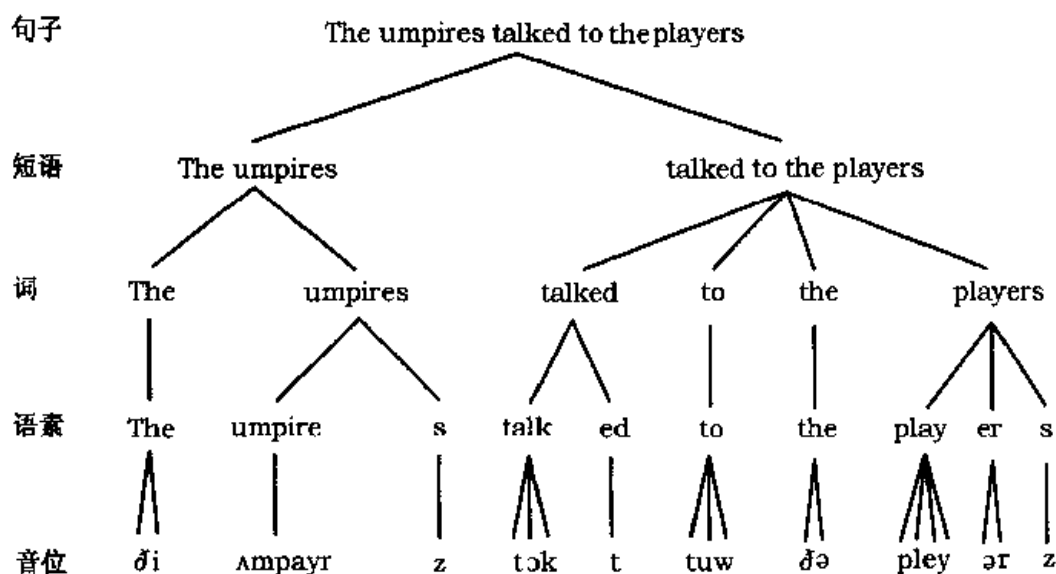 句子 The umpires talked to the players
短语 The umpires talked to the players
词 The umpires talked to the players
语素 The umpire s talk ed to the play er s
音位 ði ʌmpayr z tɔk t tuw ðə pley ər z